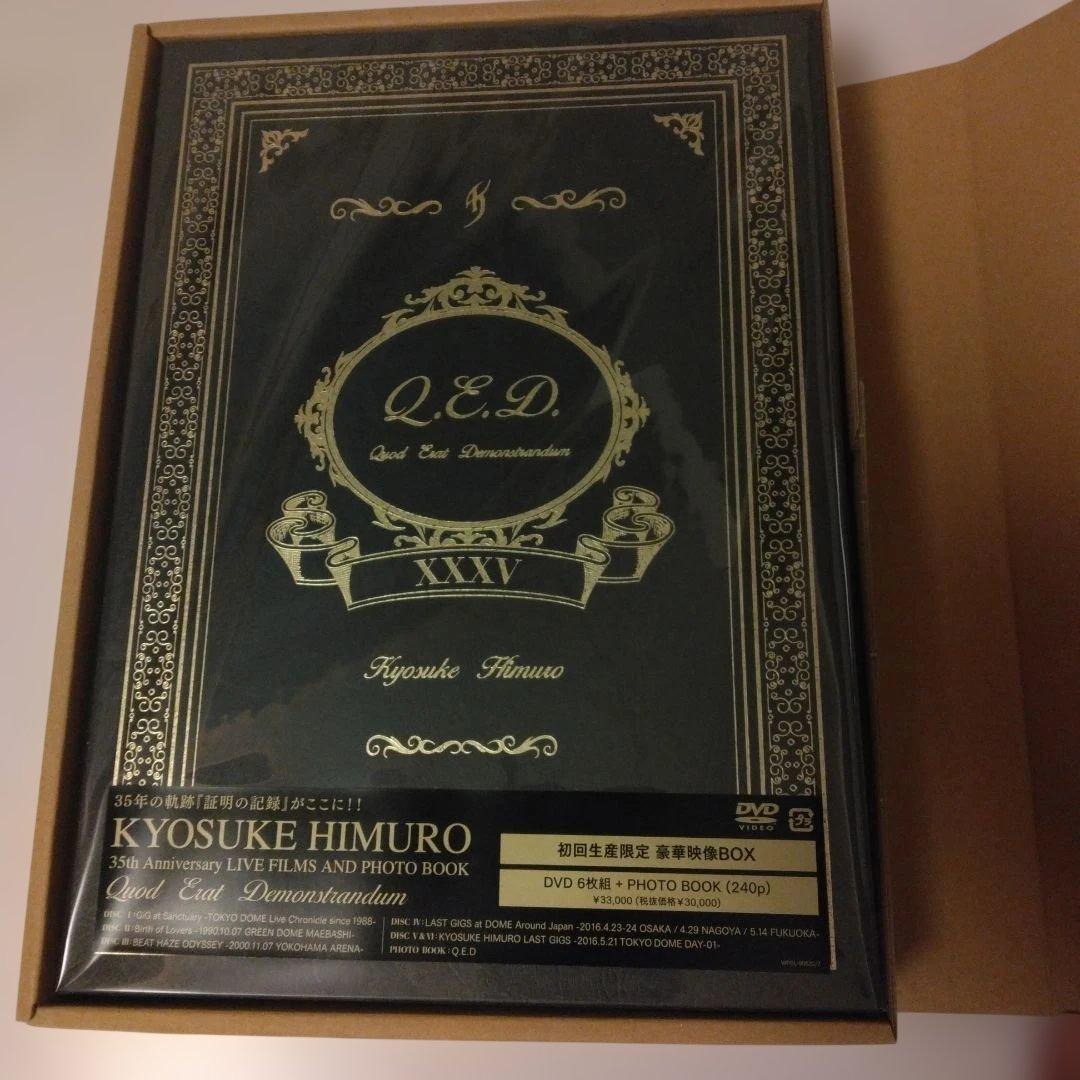 Q.E.D.
Quod Erat Demonstrandum
XXXV
Kyosuke Himuro
35年の軌跡『証明の記録』がここに!!
KYOSUKE HIMURO
35th Anniversary LIVE FILMS AND PHOTO BOOK
Quod Erat Demonstrandum
DVD
VIDEO
プラ
初回生産限定 豪華映像BOX
DVD 6枚組 + PHOTO BOOK (240p)
¥33,000 (税抜価格¥30,000)
DISC I : GiG at Sanctuary -TOKYO DOME Live Chronicle since 1988-
DISC II : Birth of Lovers -1990.10.07 GREEN DOME MAEBASHI-
DISC III : BEAT HAZE ODYSSEY -2000.11.07 YOKOHAMA ARENA-
DISC IV : LAST GIGS at DOME Around Japan -2016.4.23-24 OSAKA / 4.29 NAGOYA / 5.14 FUKUOKA-
DISC V & VI : KYOSUKE HIMURO LAST GIGS -2016.5.21 TOKYO DOME DAY-01-
PHOTO BOOK : Q.E.D